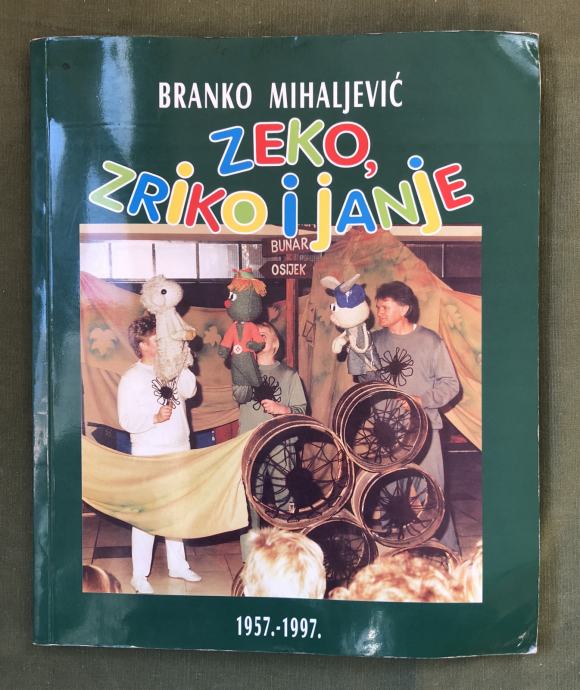 BRANKO MIHALJEVIĆ
ZEKO,
ZRIKO I JANJE
BUNAR
OSIJEK
1957.-1997.